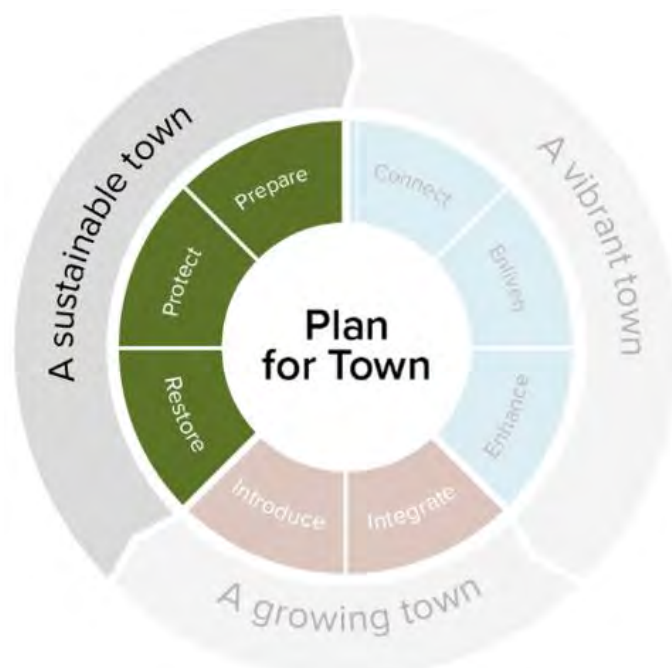 A sustainable town
A vibrant town
A growing town
Prepare
Protect
Restore
Connect
Enliven
Enhance
Introduce
Integrate
Plan
for Town